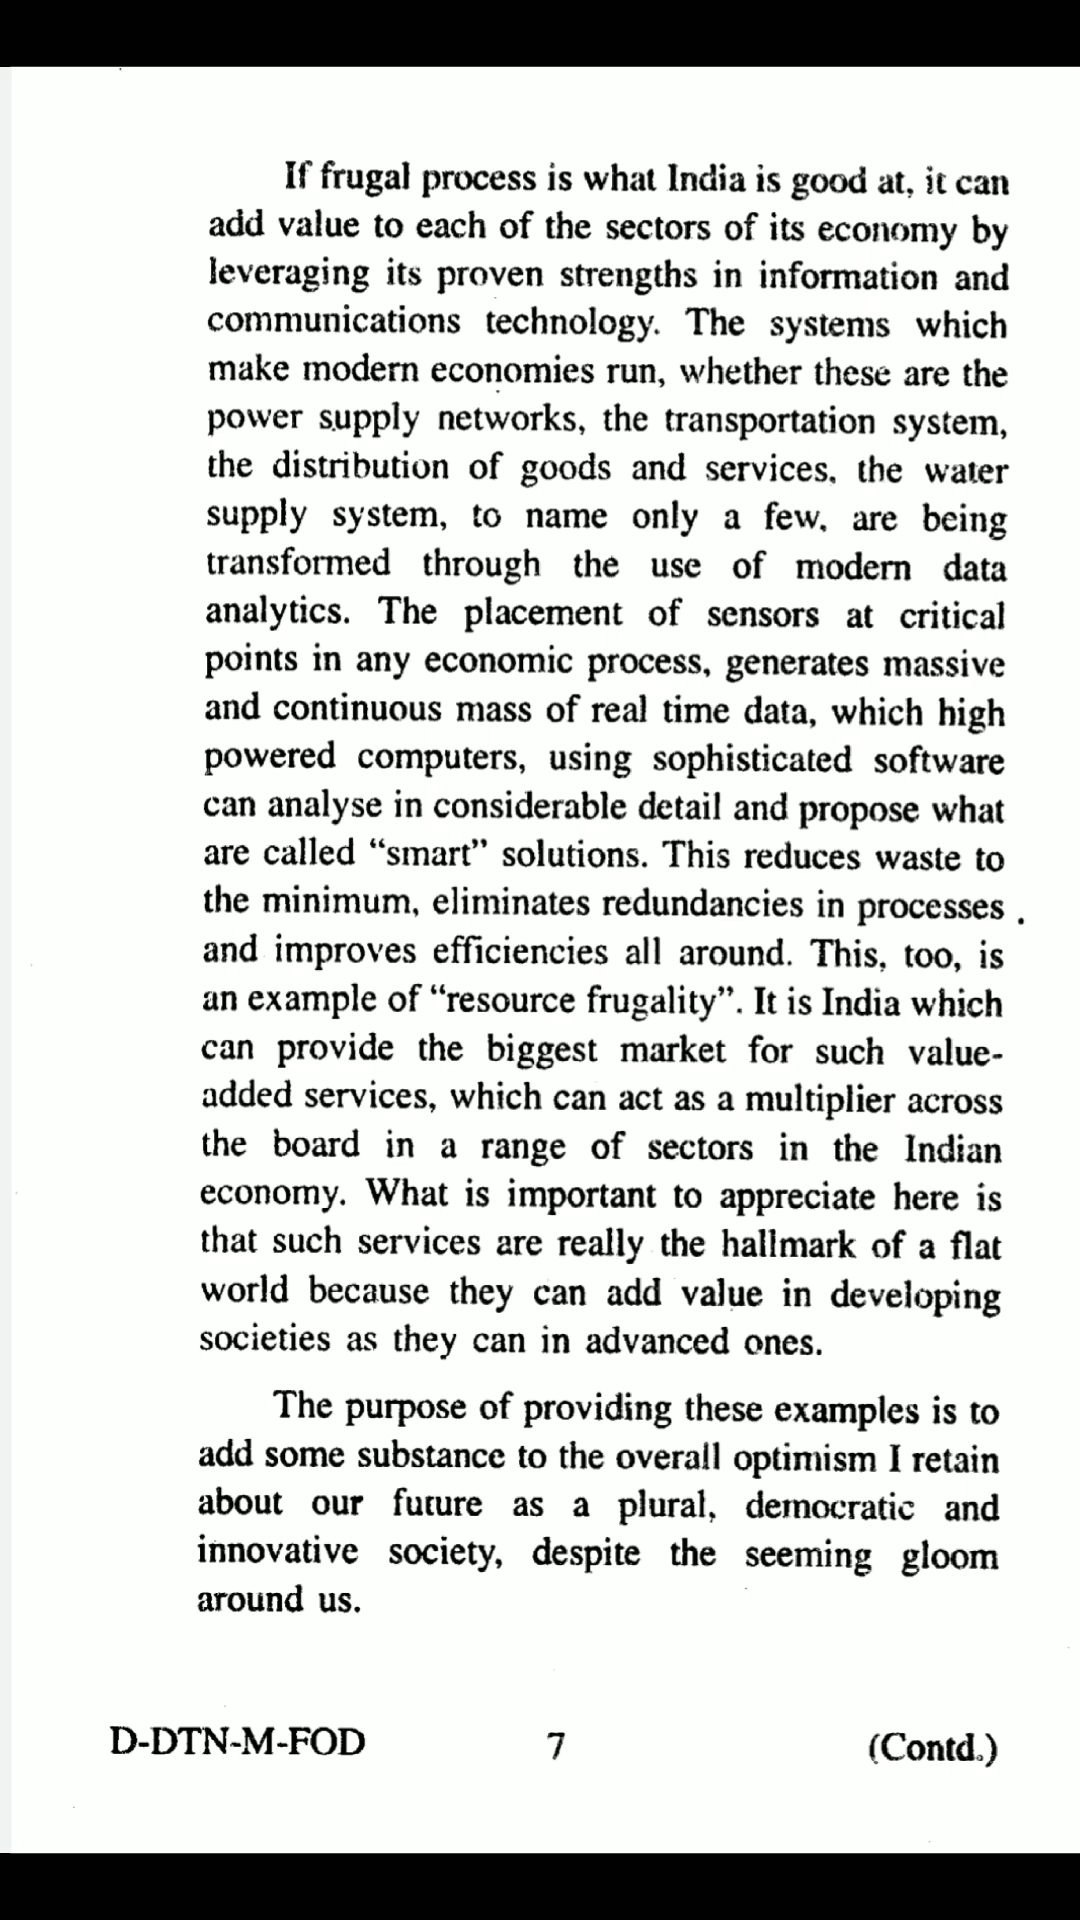 If frugal process is what India is good at, it can
add value to each of the sectors of its economy by
leveraging its proven strengths in information and
communications technology. The systems which
make modern economies run, whether these are the
power supply networks, the transportation system,
the distribution of goods and services, the water
supply system, to name only a few, are being
transformed through the use of modern data
analytics. The placement of sensors at critical
points in any economic process, generates massive
and continuous mass of real time data, which high
powered computers, using sophisticated software
can analyse in considerable detail and propose what
are called “smart” solutions. This reduces waste to
the minimum, eliminates redundancies in processes
and improves efficiencies all around. This, too, is
an example of “resource frugality”. It is India which
can provide the biggest market for such value-
added services, which can act as a multiplier across
the board in a range of sectors in the Indian
economy. What is important to appreciate here is
that such services are really the hallmark of a flat
world because they can add value in developing
societies as they can in advanced ones.
The purpose of providing these examples is to
add some substance to the overall optimism I retain
about our future as a plural, democratic and
innovative society, despite the seeming gloom
around us.
D-DTN-M-FOD 7 (Contd.)